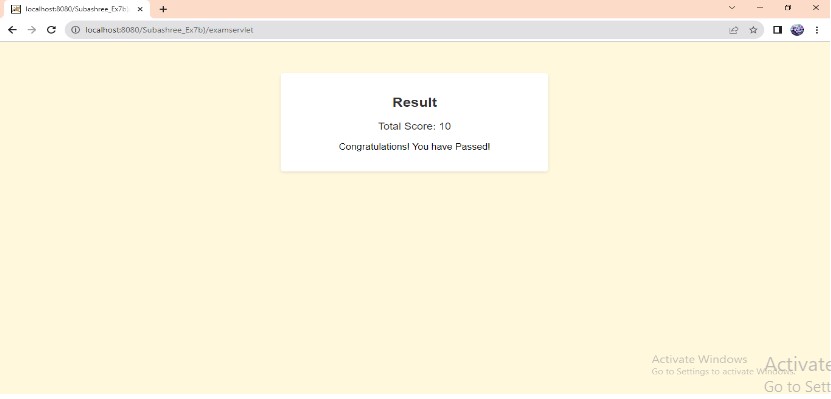 localhost:8080/Subashree_Ex7b)
localhost:8080/Subashree_Ex7b)/examservlet
Result
Total Score: 10
Congratulations! You have Passed!
Activate Windows
Go to Settings to activate Windows.
Activate
Go to Sett